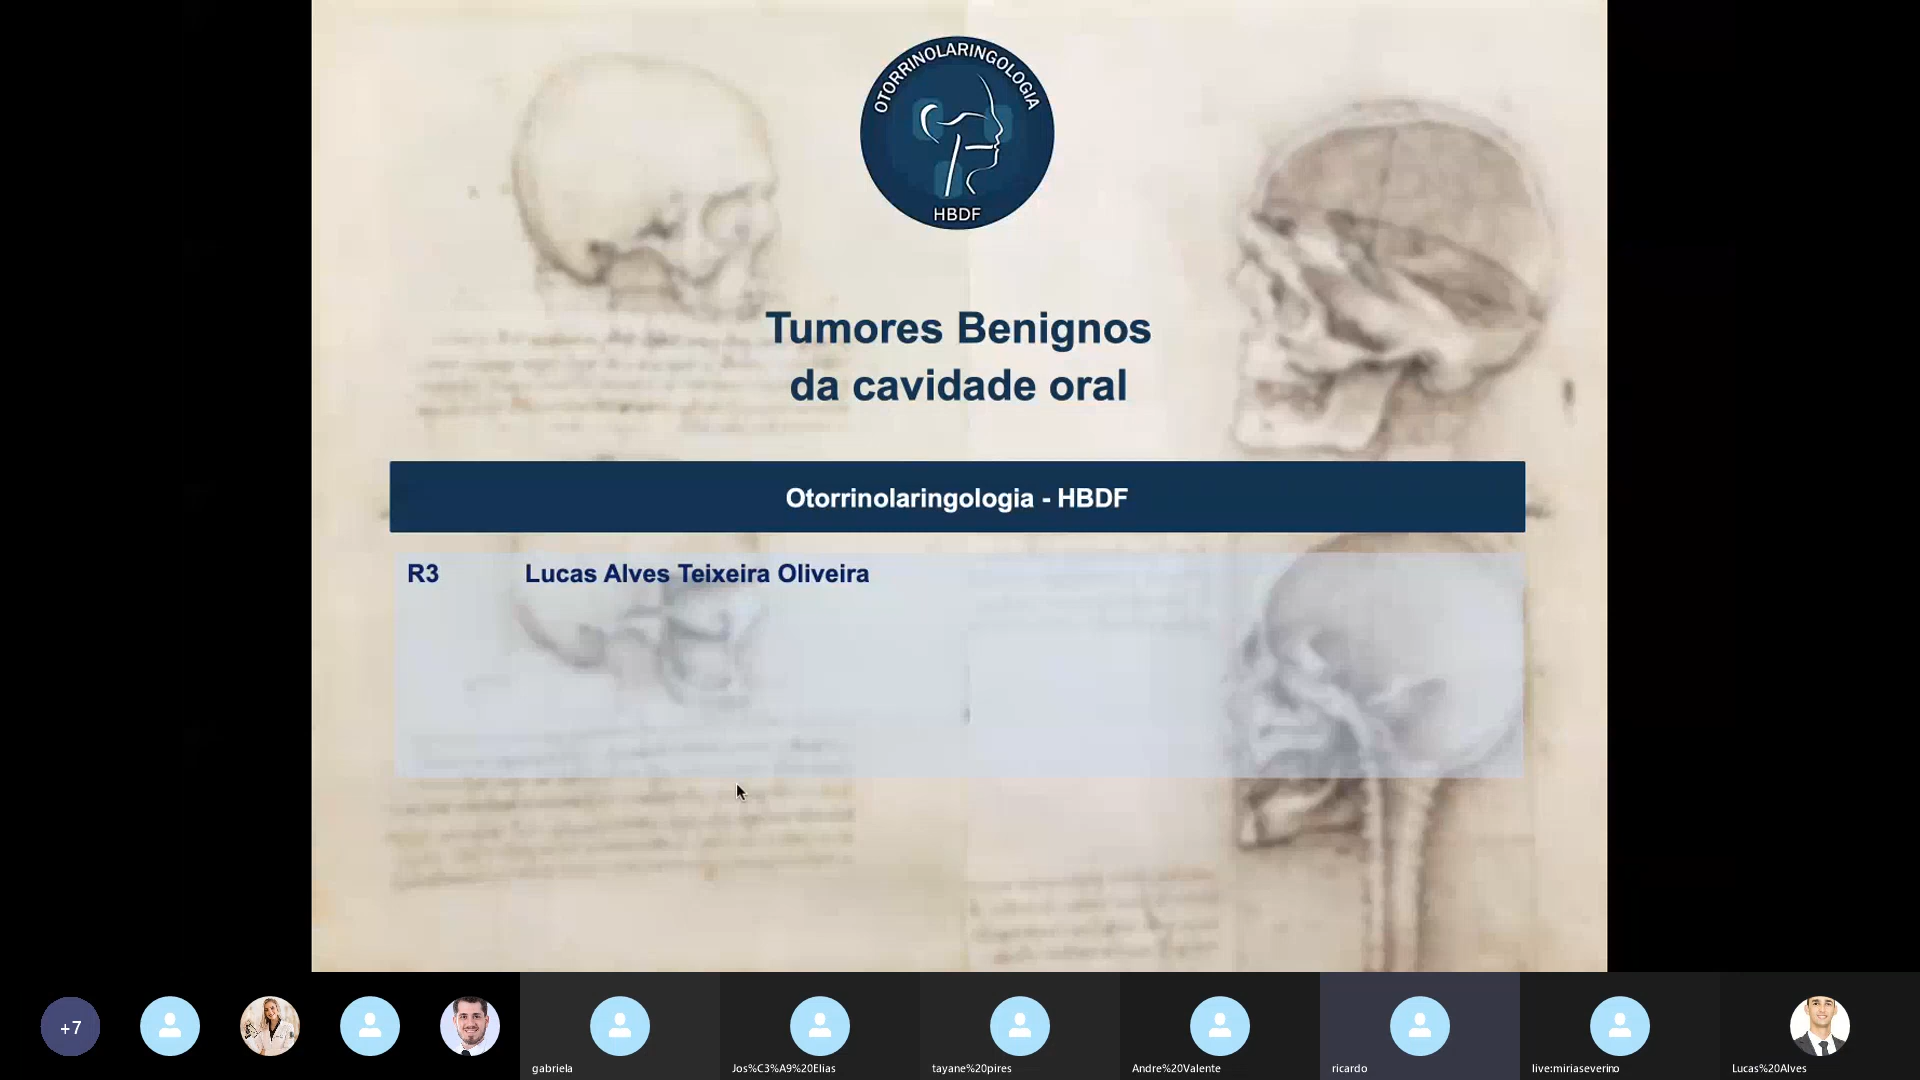 OTORRINOLARINGOLOGIA
HBDF
Tumores Benignos
da cavidade oral
Otorrinolaringologia - HBDF
R3 Lucas Alves Teixeira Oliveira
+7
gabriela
Jos%C3%A9%20Elias
tayane%20pires
Andre%20Valente
ricardo
live:miriaseverino
Lucas%20Alves